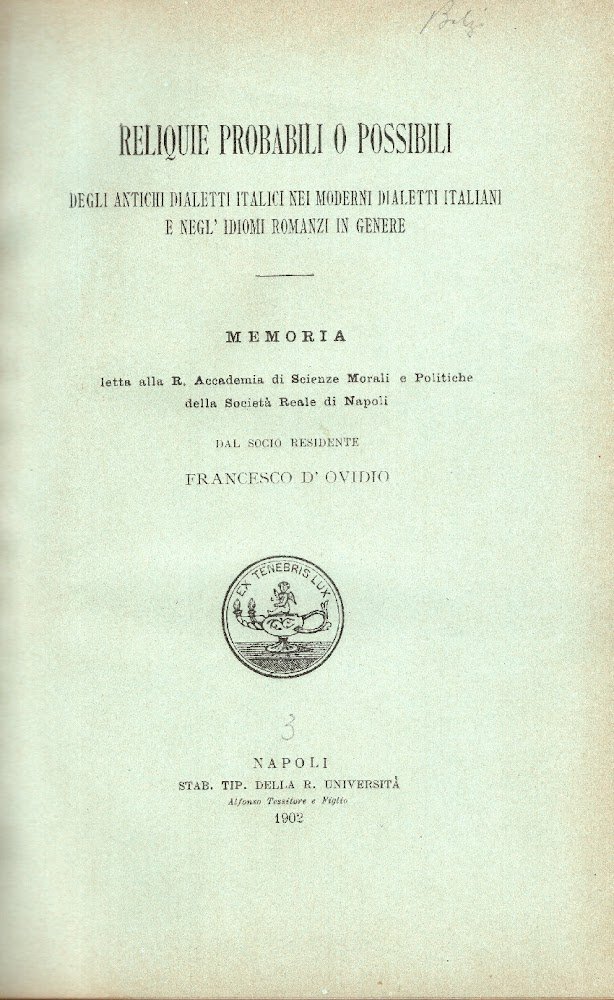 RELIQUIE PROBABILI O POSSIBILI
DEGLI ANTICHI DIALETTI ITALICI NEI MODERNI DIALETTI ITALIANI
E NEGL' IDIOMI ROMANZI IN GENERE
MEMORIA
letta alla R. Accademia di Scienze Morali e Politiche
della Società Reale di Napoli
DAL SOCIO RESIDENTE
FRANCESCO D' OVIDIO
EX TENEBRIS LUX
3
NAPOLI
STAB. TIP. DELLA R. UNIVERSITÀ
Alfonso Tessitore e Figlio
1902